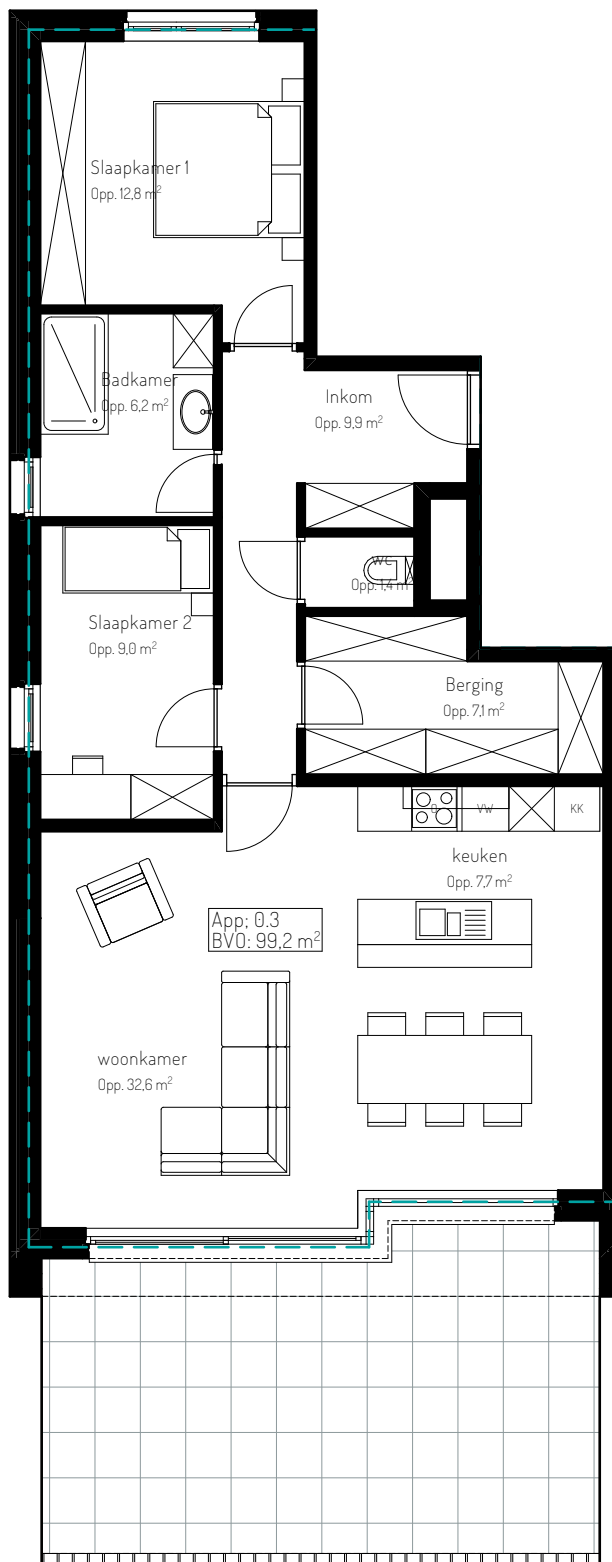 Slaapkamer 1
Opp. 12,8 m²
Badkamer
Opp. 6,2 m²
Inkom
Opp. 9,9 m²
WC
Opp. 1,4 m
Slaapkamer 2
Opp. 9,0 m²
Berging
Opp. 7,1 m²
O
VW
KK
keuken
Opp. 7,7 m²
App; 0.3
BVO: 99,2 m²
woonkamer
Opp. 32,6 m²